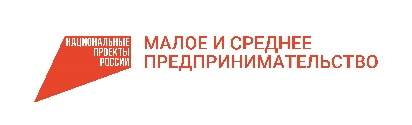 НАЦИОНАЛЬНЫЕ
ПРОЕКТЫ
РОССИИ
МАЛОЕ И СРЕДНЕЕ
ПРЕДПРИНИМАТЕЛЬСТВО